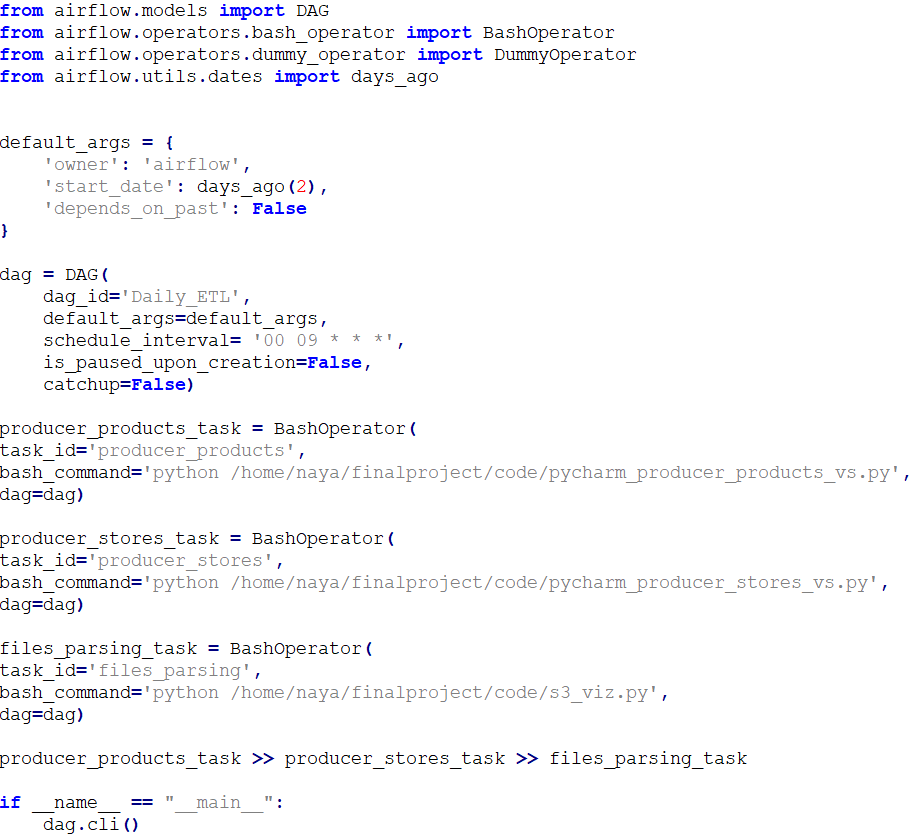 from airflow.models import DAG
from airflow.operators.bash_operator import BashOperator
from airflow.operators.dummy_operator import DummyOperator
from airflow.utils.dates import days_ago
default_args = {
    'owner': 'airflow',
    'start_date': days_ago(2),
    'depends_on_past': False
}
dag = DAG(
    dag_id='Daily_ETL',
    default_args=default_args,
    schedule_interval= '00 09 * * *',
    is_paused_upon_creation=False,
    catchup=False)
producer_products_task = BashOperator(
task_id='producer_products',
bash_command='python /home/naya/finalproject/code/pycharm_producer_products_vs.py',
dag=dag)
producer_stores_task = BashOperator(
task_id='producer_stores',
bash_command='python /home/naya/finalproject/code/pycharm_producer_stores_vs.py',
dag=dag)
files_parsing_task = BashOperator(
task_id='files_parsing',
bash_command='python /home/naya/finalproject/code/s3_viz.py',
dag=dag)
producer_products_task >> producer_stores_task >> files_parsing_task
if __name__ == "__main__":
    dag.cli()